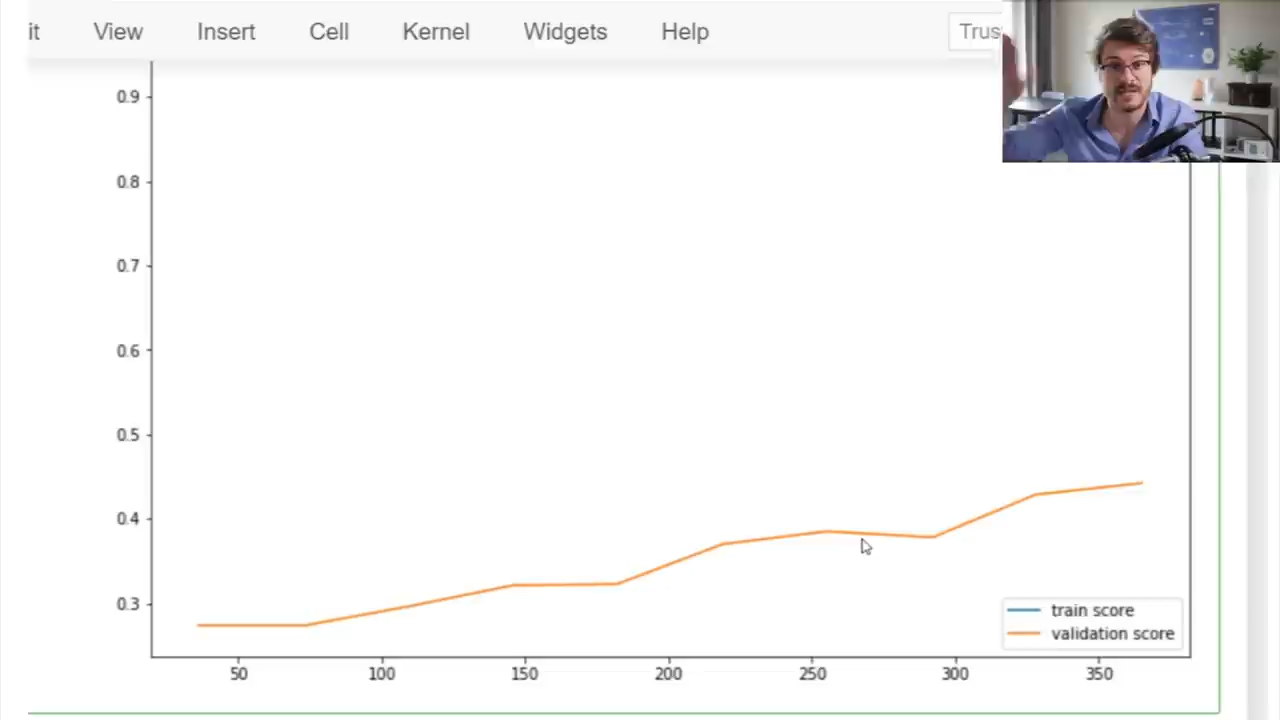 it View Insert Cell Kernel Widgets Help Trus
0.9
0.8
0.7
0.6
0.5
0.4
0.3
train score
validation score
50 100 150 200 250 300 350